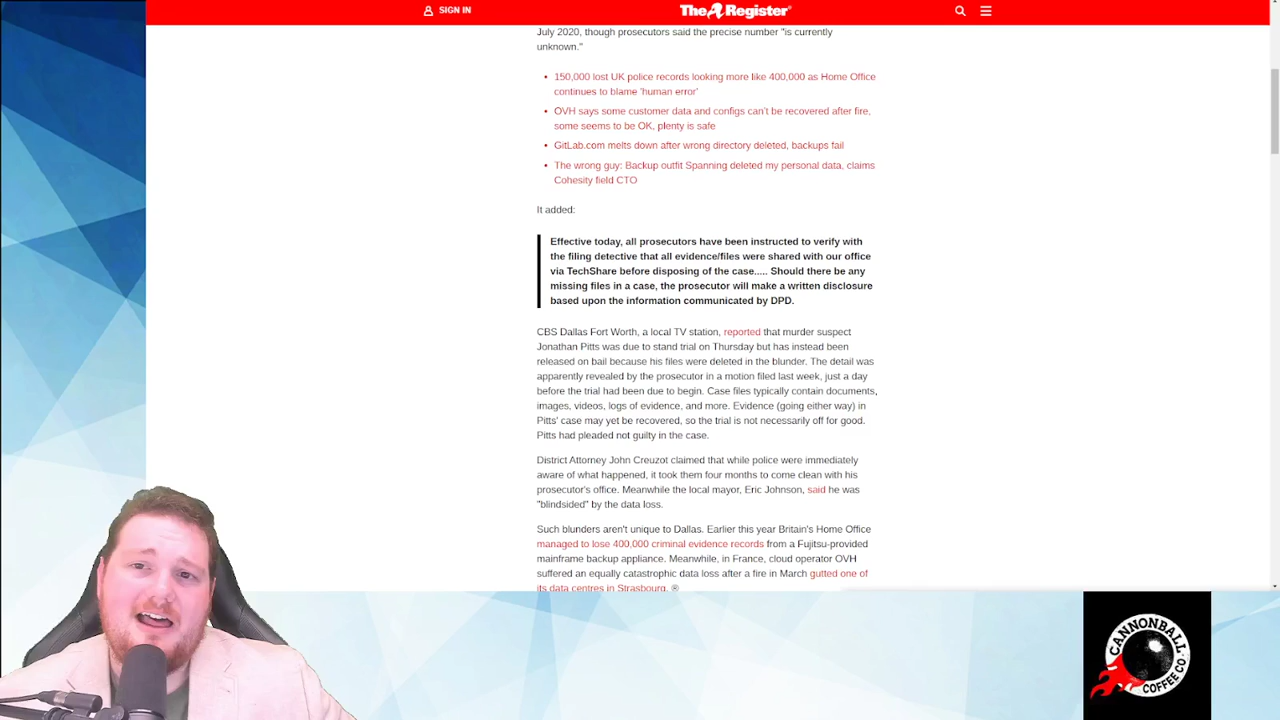 SIGN IN
The Register
July 2020, though prosecutors said the precise number "is currently
unknown."
• 150,000 lost UK police records looking more like 400,000 as Home Office
continues to blame 'human error'
• OVH says some customer data and configs can't be recovered after fire,
some seems to be OK, plenty is safe
• GitLab.com melts down after wrong directory deleted, backups fail
• The wrong guy: Backup outfit Spanning deleted my personal data, claims
Cohesity field CTO
It added:
Effective today, all prosecutors have been instructed to verify with
the filing detective that all evidence/files were shared with our office
via TechShare before disposing of the case..... Should there be any
missing files in a case, the prosecutor will make a written disclosure
based upon the information communicated by DPD.
CBS Dallas Fort Worth, a local TV station, reported that murder suspect
Jonathan Pitts was due to stand trial on Thursday but has instead been
released on bail because his files were deleted in the blunder. The detail was
apparently revealed by the prosecutor in a motion filed last week, just a day
before the trial had been due to begin. Case files typically contain documents,
images, videos, logs of evidence, and more. Evidence (going either way) in
Pitts' case may yet be recovered, so the trial is not necessarily off for good.
Pitts had pleaded not guilty in the case.
District Attorney John Creuzot claimed that while police were immediately
aware of what happened, it took them four months to come clean with his
prosecutor's office. Meanwhile the local mayor, Eric Johnson, said he was
"blindsided" by the data loss.
Such blunders aren't unique to Dallas. Earlier this year Britain's Home Office
managed to lose 400,000 criminal evidence records from a Fujitsu-provided
mainframe backup appliance. Meanwhile, in France, cloud operator OVH
suffered an equally catastrophic data loss after a fire in March gutted one of
its data centres in Strasbourg. ®
CANNONBALL
COFFEE CO.